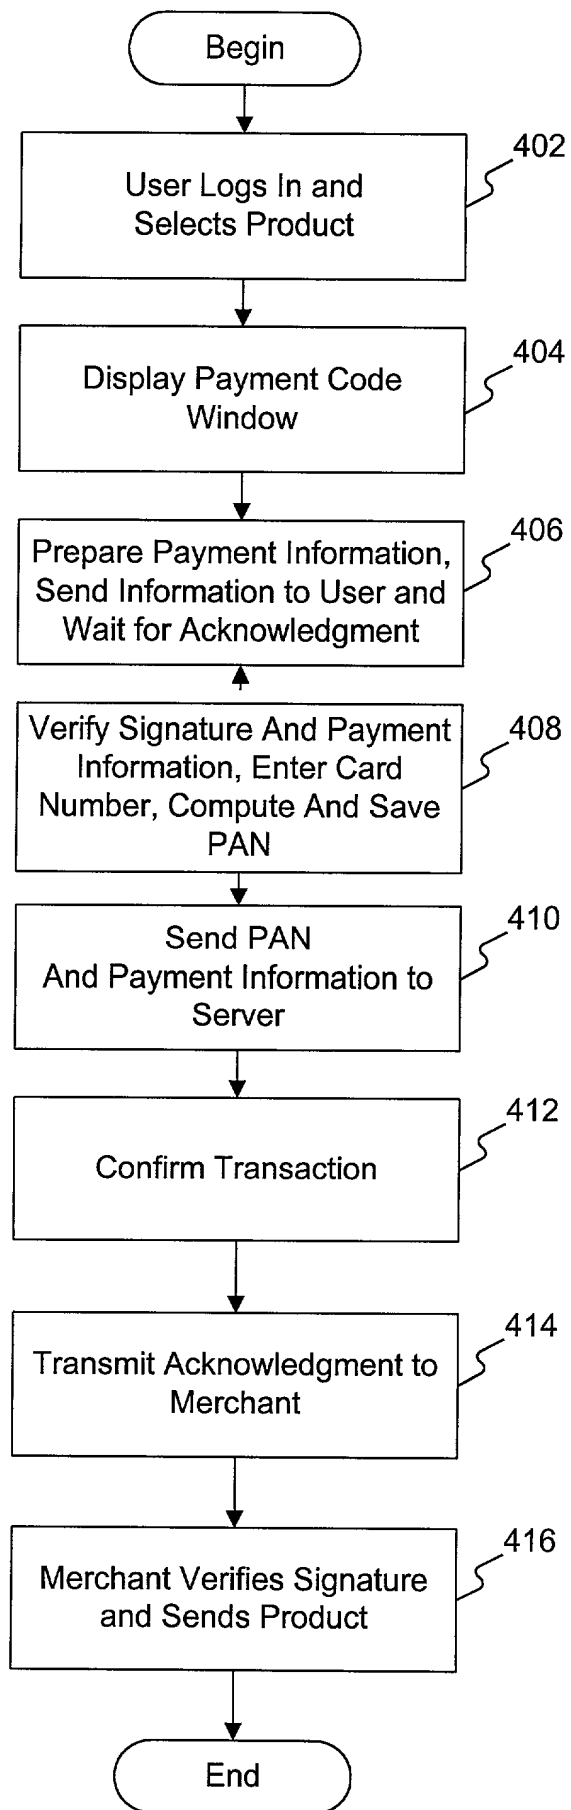 Begin
402
User Logs In and
Selects Product
404
Display Payment Code
Window
406
Prepare Payment Information,
Send Information to User and
Wait for Acknowledgment
408
Verify Signature And Payment
Information, Enter Card
Number, Compute And Save
PAN
410
Send PAN
And Payment Information to
Server
412
Confirm Transaction
414
Transmit Acknowledgment to
Merchant
416
Merchant Verifies Signature
and Sends Product
End